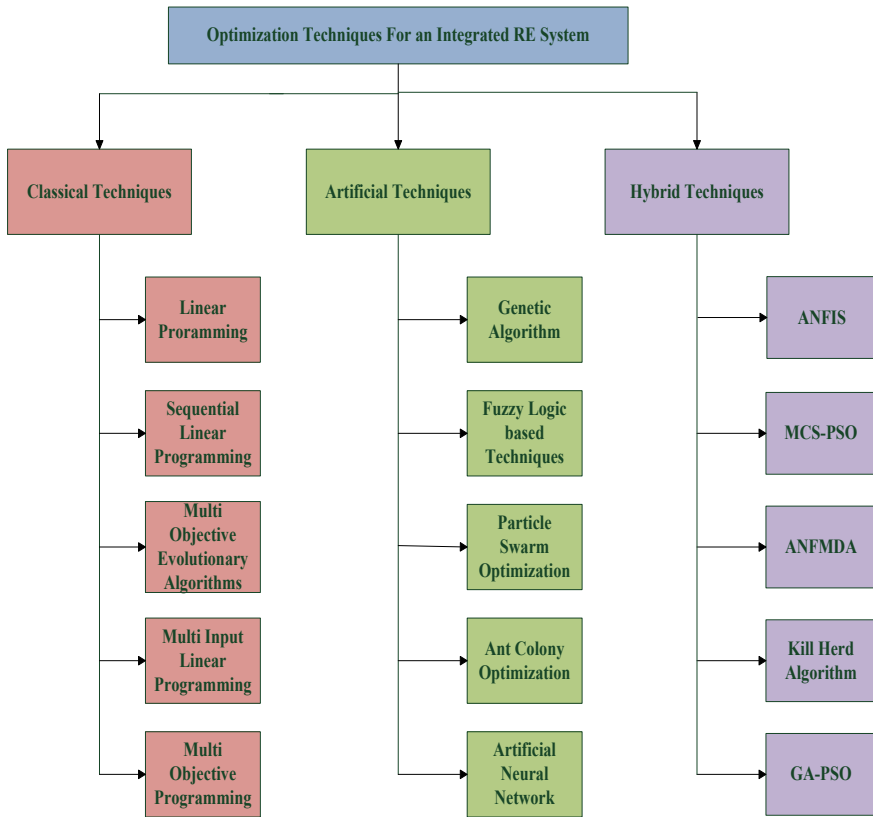 Optimization Techniques For an Integrated RE System
Classical Techniques
Artificial Techniques
Hybrid Techniques
Linear
Proramming
Sequential
Linear
Programming
Multi
Objective
Evolutionary
Algorithms
Multi Input
Linear
Programming
Multi
Objective
Programming
Genetic
Algorithm
Fuzzy Logic
based
Techniques
Particle
Swarm
Optimization
Ant Colony
Optimization
Artificial
Neural
Network
ANFIS
MCS-PSO
ANFMDA
Kill Herd
Algorithm
GA-PSO